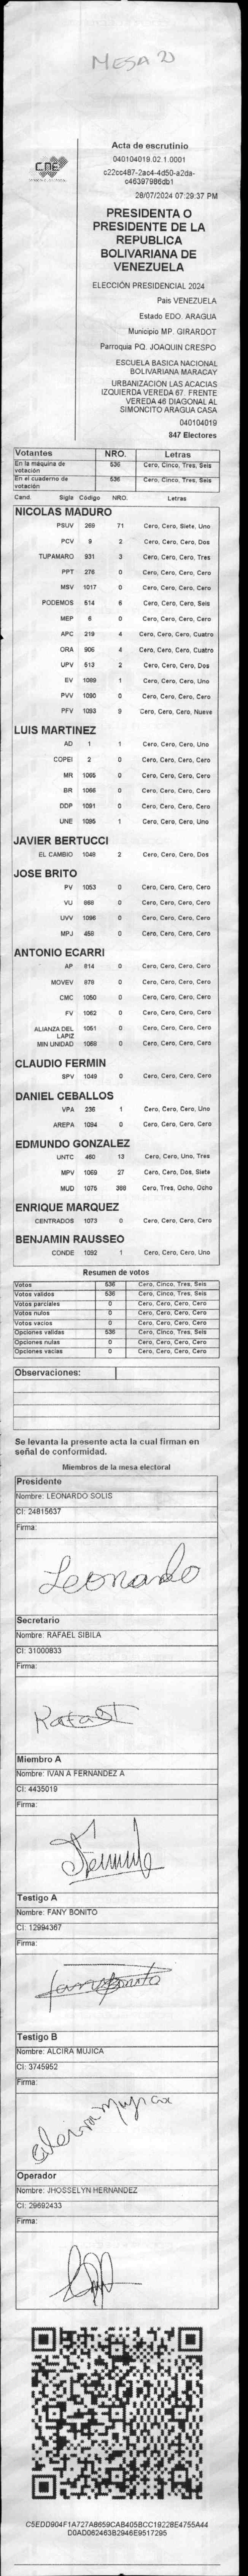 MESA 20
CNE
Acta de escrutinio
040104019.02.1.0001
c22cc487-2ac4-4d50-a2da-
c46397986db1
28/07/2024 07:29:37 PM
PRESIDENTA O
PRESIDENTE DE LA
REPUBLICA
BOLIVARIANA DE
VENEZUELA
ELECCIÓN PRESIDENCIAL 2024
Pais VENEZUELA
Estado EDO. ARAGUA
Municipio MP. GIRARDOT
Parroquia PQ. JOAQUIN CRESPO
ESCUELA BASICA NACIONAL
BOLIVARIANA MARACAY
URBANIZACION LAS ACACIAS
IZQUIERDA VEREDA 67. FRENTE
VEREDA 46 DIAGONAL AL
SIMONCITO ARAGUA CASA
040104019
847 Electores
Votantes NRO. Letras
En la máquina de votación 536 Cero, Cinco, Tres, Seis
En el cuaderno de votación 536 Cero, Cinco, Tres, Seis
Cand. Sigla Código NRO. Letras
NICOLAS MADURO
PSUV 269 71 Cero, Cero, Siete, Uno
PCV 9 2 Cero, Cero, Cero, Dos
TUPAMARO 931 3 Cero, Cero, Cero, Tres
PPT 276 0 Cero, Cero, Cero, Cero
MSV 1017 0 Cero, Cero, Cero, Cero
PODEMOS 514 6 Cero, Cero, Cero, Seis
MEP 6 0 Cero, Cero, Cero, Cero
APC 219 4 Cero, Cero, Cero, Cuatro
ORA 906 4 Cero, Cero, Cero, Cuatro
UPV 513 2 Cero, Cero, Cero, Dos
EV 1089 1 Cero, Cero, Cero, Uno
PVV 1090 0 Cero, Cero, Cero, Cero
PFV 1093 9 Cero, Cero, Cero, Nueve
LUIS MARTINEZ
AD 1 1 Cero, Cero, Cero, Uno
COPEI 2 0 Cero, Cero, Cero, Cero
MR 1065 0 Cero, Cero, Cero, Cero
BR 1066 0 Cero, Cero, Cero, Cero
DDP 1091 0 Cero, Cero, Cero, Cero
UNE 1095 1 Cero, Cero, Cero, Uno
JAVIER BERTUCCI
EL CAMBIO 1048 2 Cero, Cero, Cero, Dos
JOSE BRITO
PV 1053 0 Cero, Cero, Cero, Cero
VU 868 0 Cero, Cero, Cero, Cero
UVV 1096 0 Cero, Cero, Cero, Cero
MPJ 458 0 Cero, Cero, Cero, Cero
ANTONIO ECARRI
AP 814 0 Cero, Cero, Cero, Cero
MOVEV 878 0 Cero, Cero, Cero, Cero
CMC 1050 0 Cero, Cero, Cero, Cero
FV 1062 0 Cero, Cero, Cero, Cero
ALIANZA DEL LAPIZ 1051 0 Cero, Cero, Cero, Cero
MIN UNIDAD 1068 0 Cero, Cero, Cero, Cero
CLAUDIO FERMIN
SPV 1049 0 Cero, Cero, Cero, Cero
DANIEL CEBALLOS
VPA 236 1 Cero, Cero, Cero, Uno
AREPA 1094 0 Cero, Cero, Cero, Cero
EDMUNDO GONZALEZ
UNTC 460 13 Cero, Cero, Uno, Tres
MPV 1069 27 Cero, Cero, Dos, Siete
MUD 1075 388 Cero, Tres, Ocho, Ocho
ENRIQUE MARQUEZ
CENTRADOS 1073 0 Cero, Cero, Cero, Cero
BENJAMIN RAUSSEO
CONDE 1092 1 Cero, Cero, Cero, Uno
Resumen de votos
Votos 536 Cero, Cinco, Tres, Seis
Votos validos 536 Cero, Cinco, Tres, Seis
Votos parciales 0 Cero, Cero, Cero, Cero
Votos nulos 0 Cero, Cero, Cero, Cero
Votos vacios 0 Cero, Cero, Cero, Cero
Opciones validas 536 Cero, Cinco, Tres, Seis
Opciones nulas 0 Cero, Cero, Cero, Cero
Opciones vacias 0 Cero, Cero, Cero, Cero
Observaciones:
Se levanta la presente acta la cual firman en
señal de conformidad.
Miembros de la mesa electoral
Presidente
Nombre: LEONARDO SOLIS
CI: 24815637
Firma:
Leonardo
Secretario
Nombre: RAFAEL SIBILA
CI: 31000833
Firma:
Rafael
Miembro A
Nombre: IVAN A FERNANDEZ A
CI: 4435019
Firma:
Testigo A
Nombre: FANY BONITO
CI: 12994367
Firma:
Fany Bonito
Testigo B
Nombre: ALCIRA MUJICA
CI: 3745952
Firma:
Alcira Mujica
Operador
Nombre: JHOSSELYN HERNANDEZ
CI: 29692433
Firma:
C5EDD904F1A727A8659CAB405BCC19228E4755A44
D0AD062463B2946E9517295